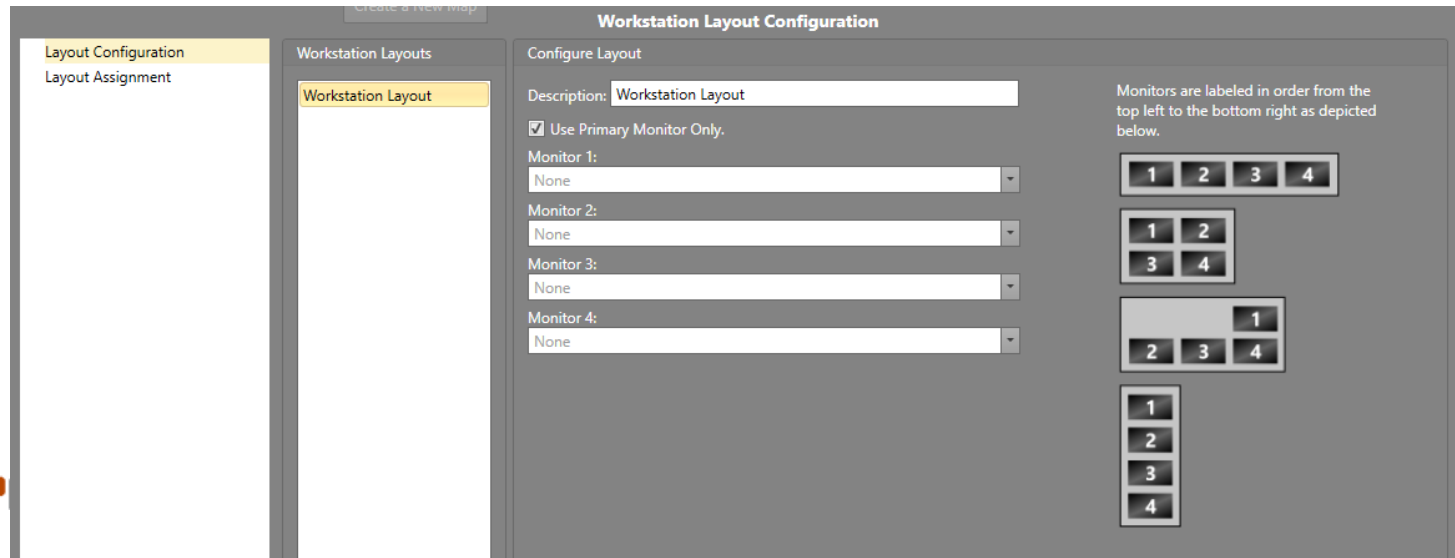 Create a New Map
Workstation Layout Configuration
Layout Configuration
Layout Assignment
Workstation Layouts
Workstation Layout
Configure Layout
Description: Workstation Layout
Use Primary Monitor Only.
Monitor 1:
None
Monitor 2:
None
Monitor 3:
None
Monitor 4:
None
Monitors are labeled in order from the
top left to the bottom right as depicted
below.
1 2 3 4
1 2
3 4
1
2 3 4
1
2
3
4